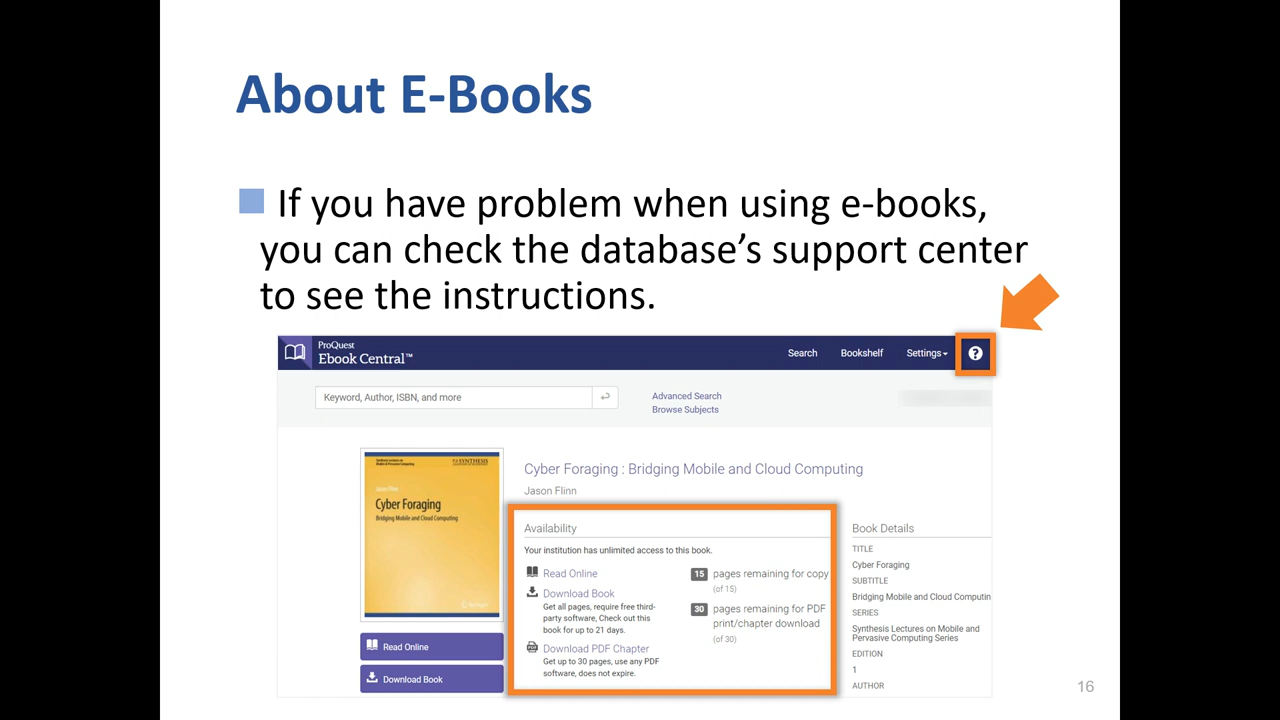 About E-Books
If you have problem when using e-books,
you can check the database’s support center
to see the instructions.
ProQuest
Ebook Central™
Search
Bookshelf
Settings
?
Keyword, Author, ISBN, and more
Advanced Search
Browse Subjects
SYNTHESIS
Cyber Foraging
Bridging Mobile and Cloud Computing
Read Online
Download Book
Cyber Foraging : Bridging Mobile and Cloud Computing
Jason Flinn
Availability
Your institution has unlimited access to this book.
Read Online
Download Book
Get all pages, require free third-
party software, Check out this
book for up to 21 days.
Download PDF Chapter
Get up to 30 pages, use any PDF
software, does not expire.
15 pages remaining for copy
(of 15)
30 pages remaining for PDF
print/chapter download
(of 30)
Book Details
TITLE
Cyber Foraging
SUBTITLE
Bridging Mobile and Cloud Computin
SERIES
Synthesis Lectures on Mobile and
Pervasive Computing Series
EDITION
1
AUTHOR
16